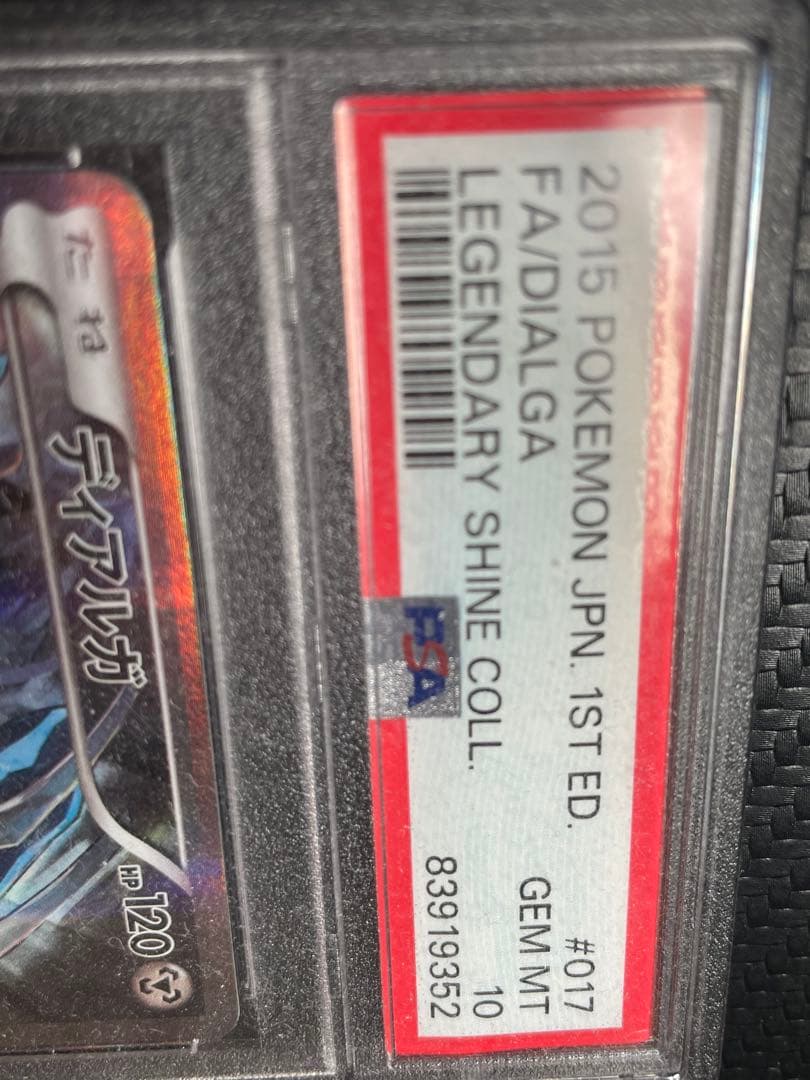 2015 POKEMON JPN. 1ST ED. #017
FA/DIALGA GEM MT
LEGENDARY SHINE COLL. 10
83919352
PSA
たね
ディアルガ
HP 120